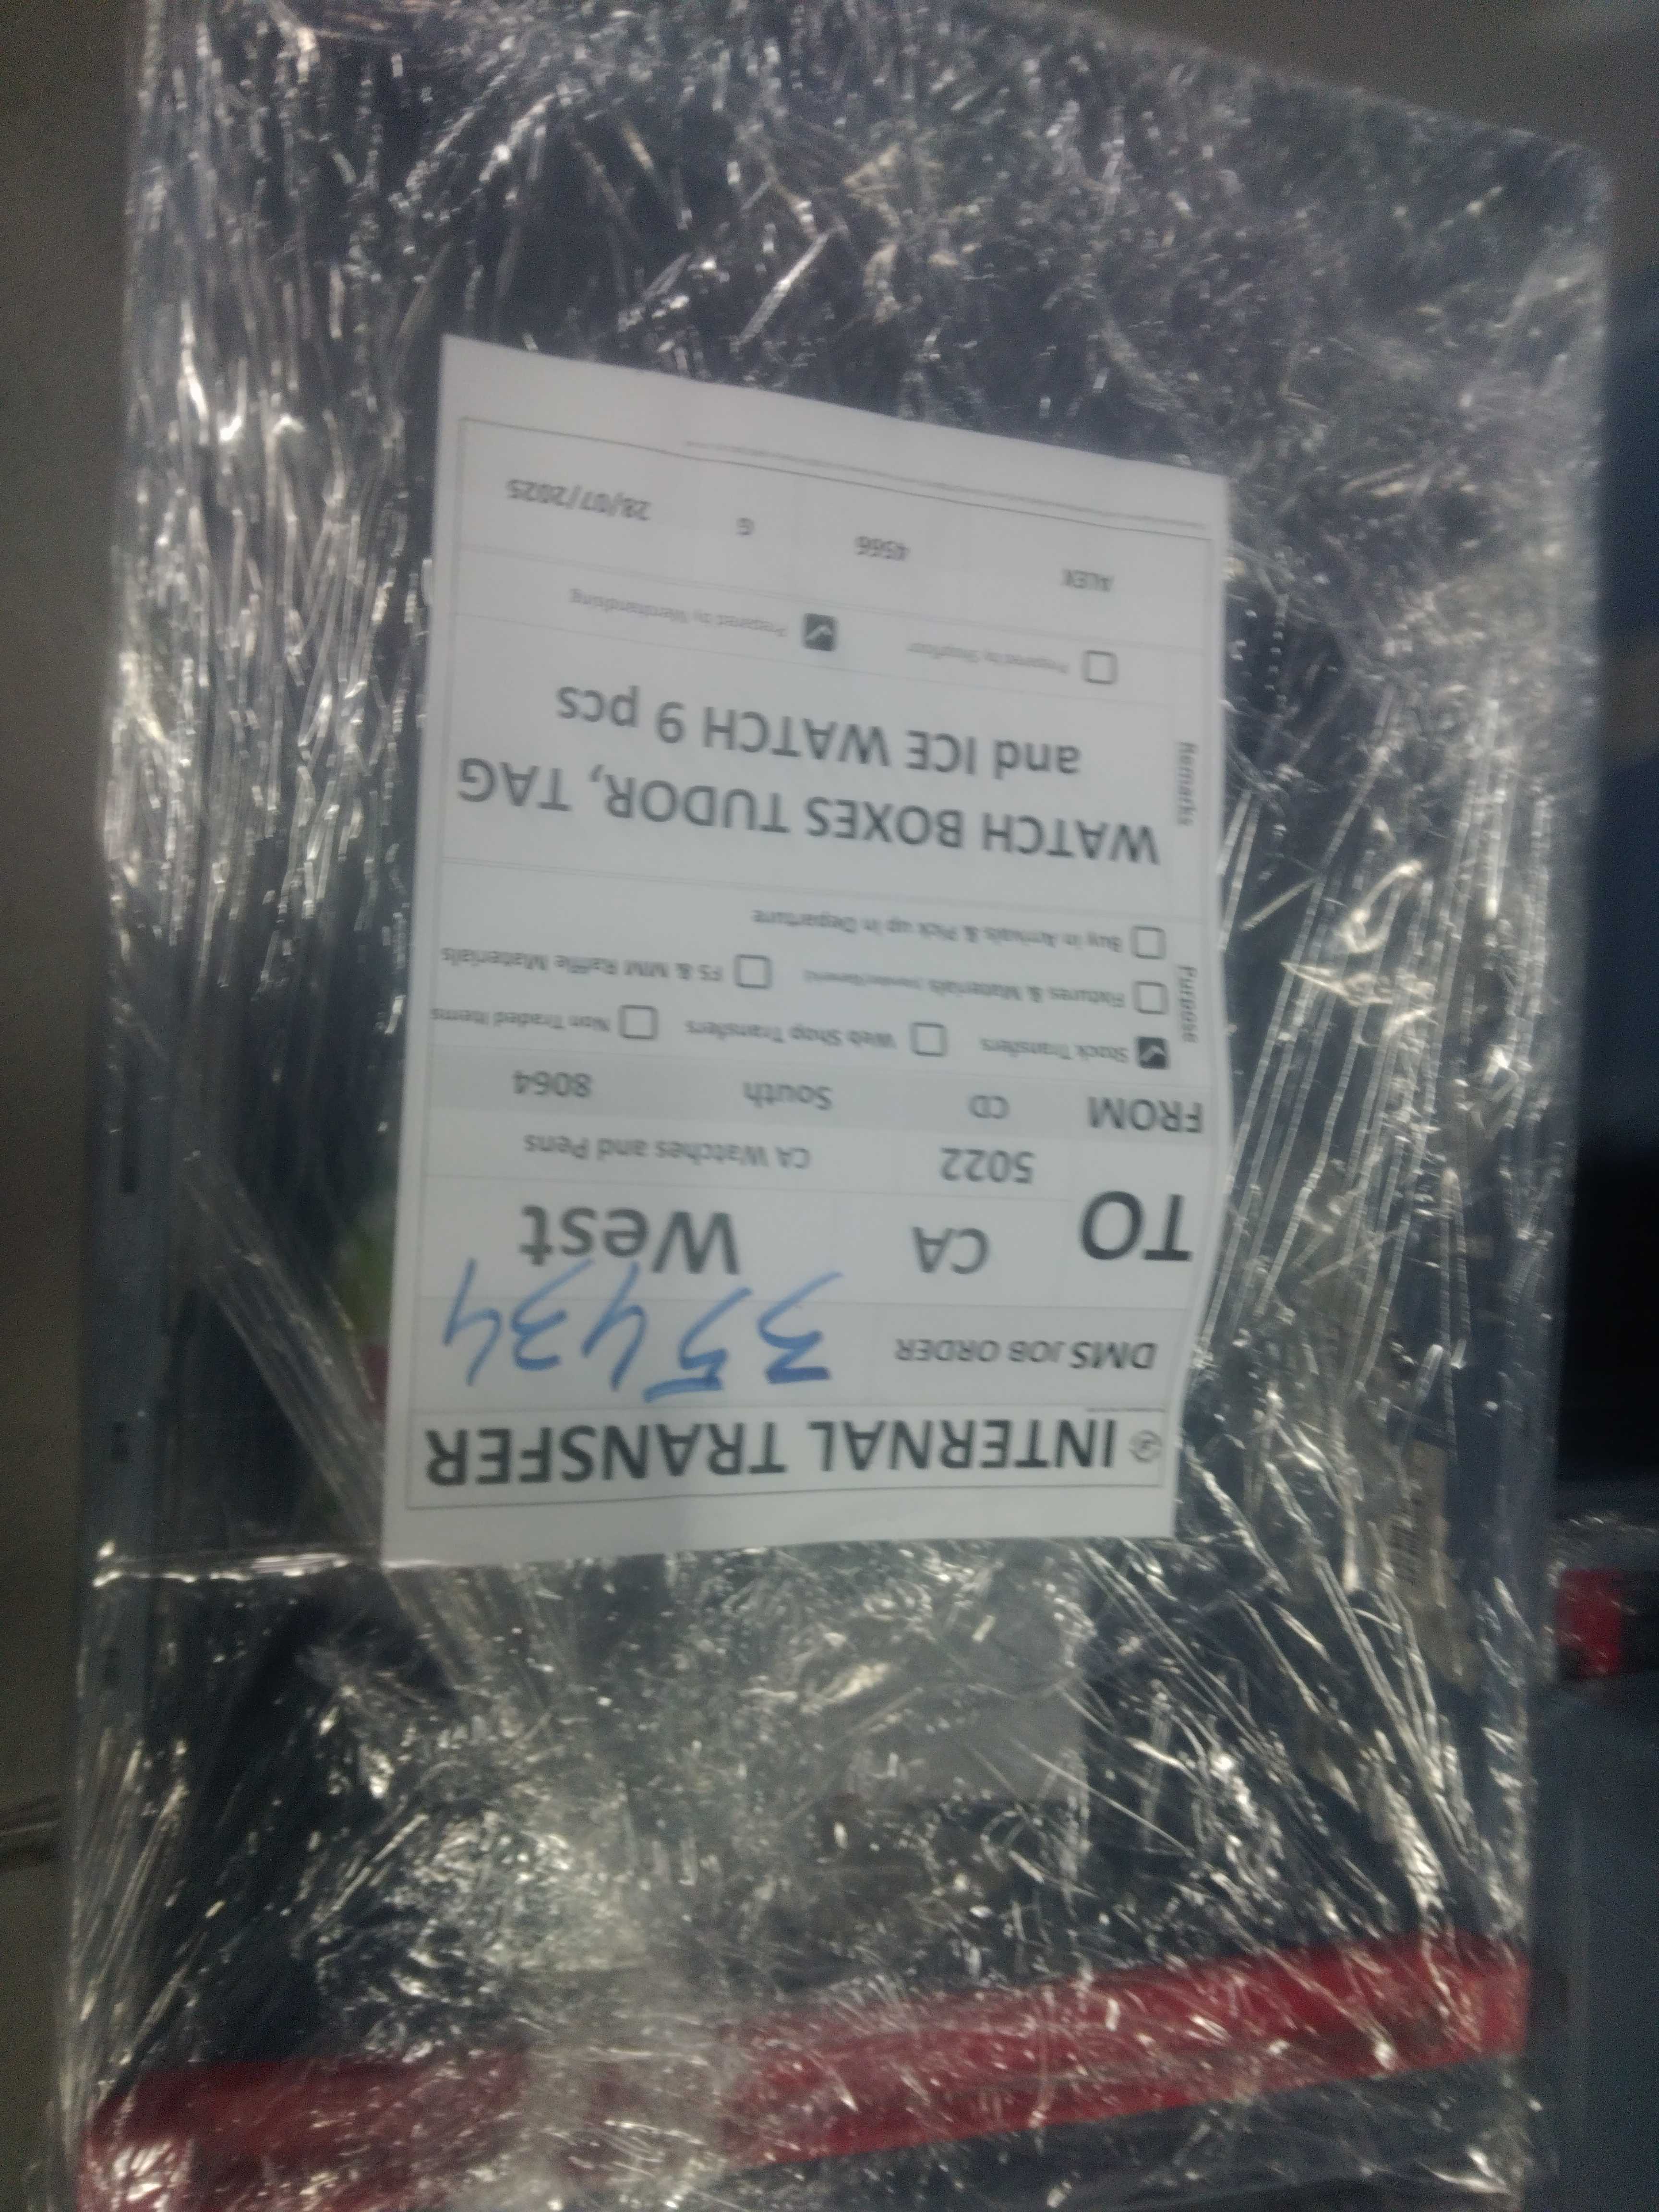 INTERNAL TRANSFER
DMS JOB ORDER 35434
TO CA West
5022 CA Watches and Pens
FROM CD South 8064
Purpose
Stock Transfers Web Shop Transfers Non Traded Items
Fixtures & Materials FS & MM Raffle Materials
Buy in Arrivals & Pick up in Departure
Remarks
WATCH BOXES TUDOR, TAG
and ICE WATCH 9 pcs
Prepared by Shopfloor Prepared by Merchandising
ALEX 4566 G 28/07/2025